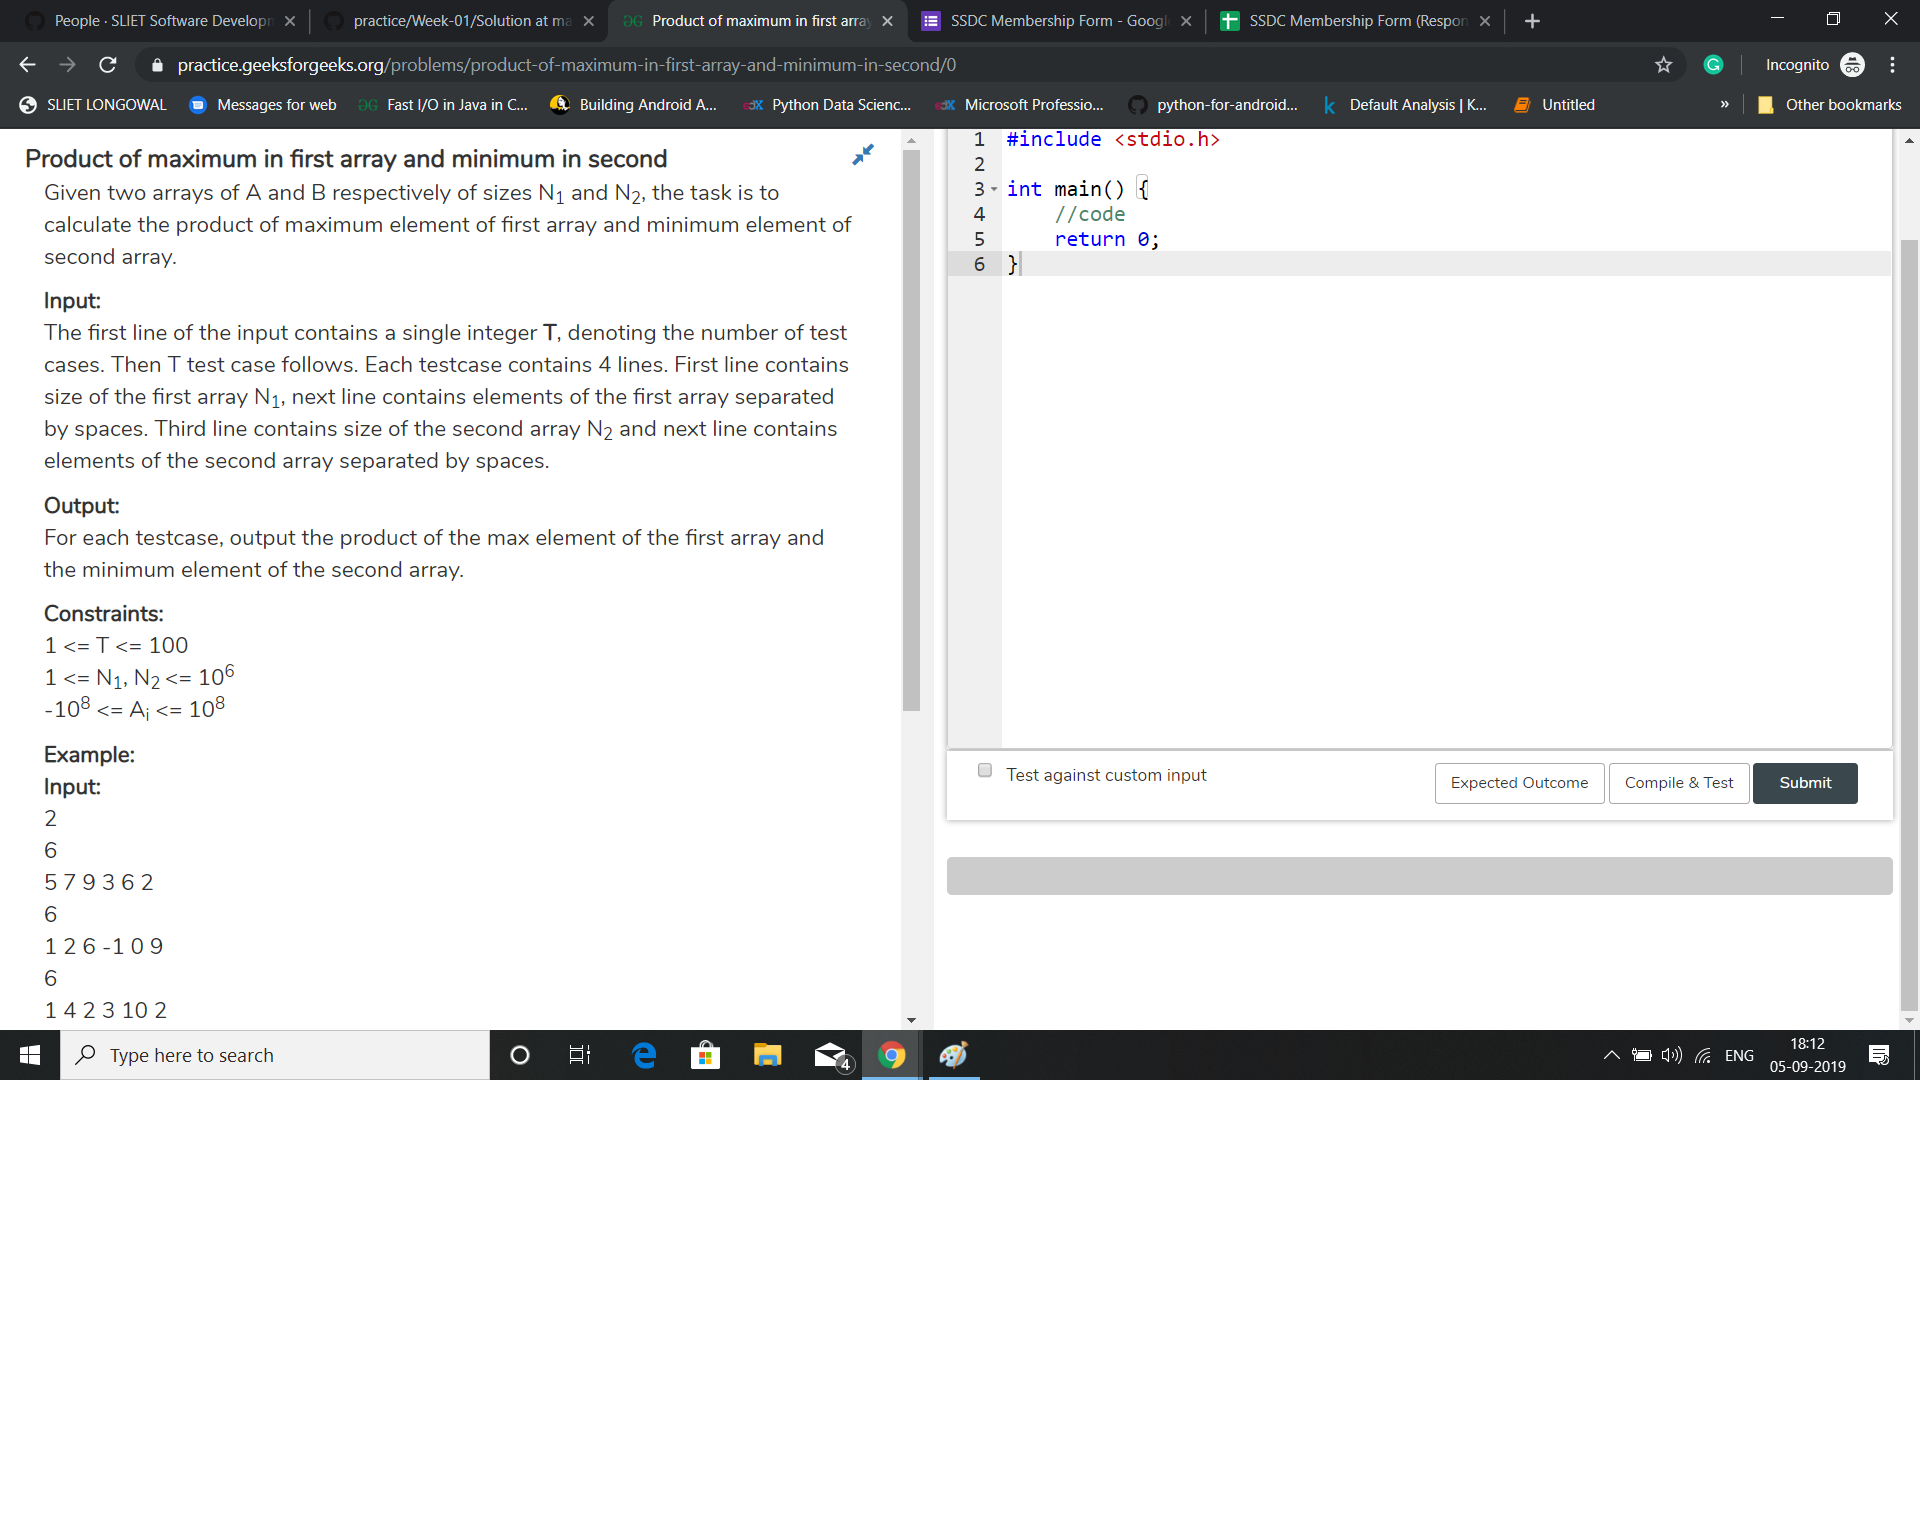 People · SLIET Software Developm
practice/Week-01/Solution at ma
Product of maximum in first array
SSDC Membership Form - Google
SSDC Membership Form (Respon
practice.geeksforgeeks.org/problems/product-of-maximum-in-first-array-and-minimum-in-second/0
Incognito
SLIET LONGOWAL
Messages for web
Fast I/O in Java in C...
Building Android A...
Python Data Scienc...
Microsoft Professio...
python-for-android...
Default Analysis | K...
Untitled
»
Other bookmarks
Product of maximum in first array and minimum in second
Given two arrays of A and B respectively of sizes N1 and N2, the task is to
calculate the product of maximum element of first array and minimum element of
second array.
Input:
The first line of the input contains a single integer T, denoting the number of test
cases. Then T test case follows. Each testcase contains 4 lines. First line contains
size of the first array N1, next line contains elements of the first array separated
by spaces. Third line contains size of the second array N2 and next line contains
elements of the second array separated by spaces.
Output:
For each testcase, output the product of the max element of the first array and
the minimum element of the second array.
Constraints:
1 <= T <= 100
1 <= N1, N2 <= 10^6
-10^8 <= Ai <= 10^8
Example:
Input:
2
6
5 7 9 3 6 2
6
1 2 6 -1 0 9
6
1 4 2 3 10 2
1 #include <stdio.h>
2
3 int main() {
4 //code
5 return 0;
6 }
Test against custom input
Expected Outcome
Compile & Test
Submit
Type here to search
4
ENG
18:12
05-09-2019